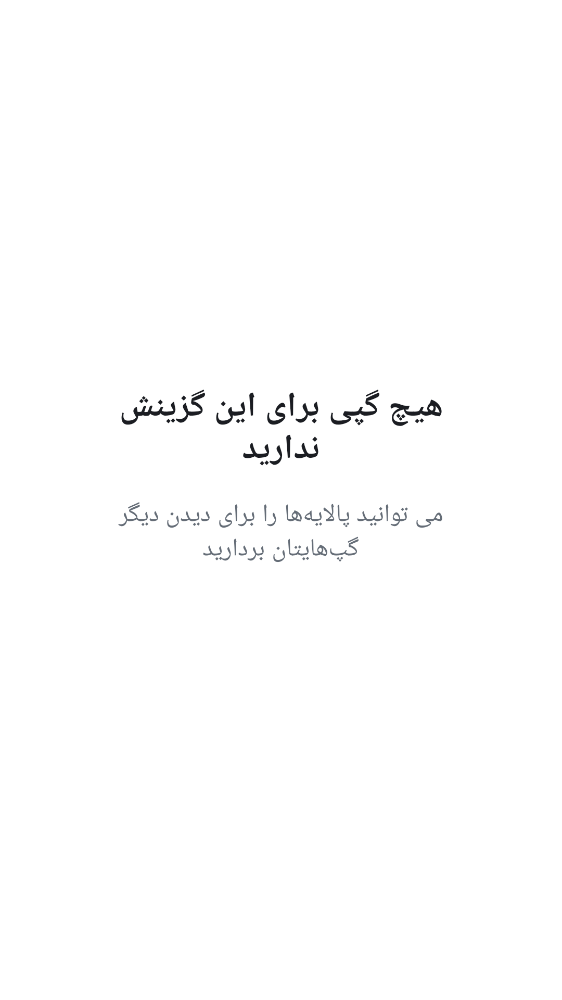 هیچ گپی برای این گزینش
ندارید
می توانید پالایه‌ها را برای دیدن دیگر
گپ‌هایتان بردارید